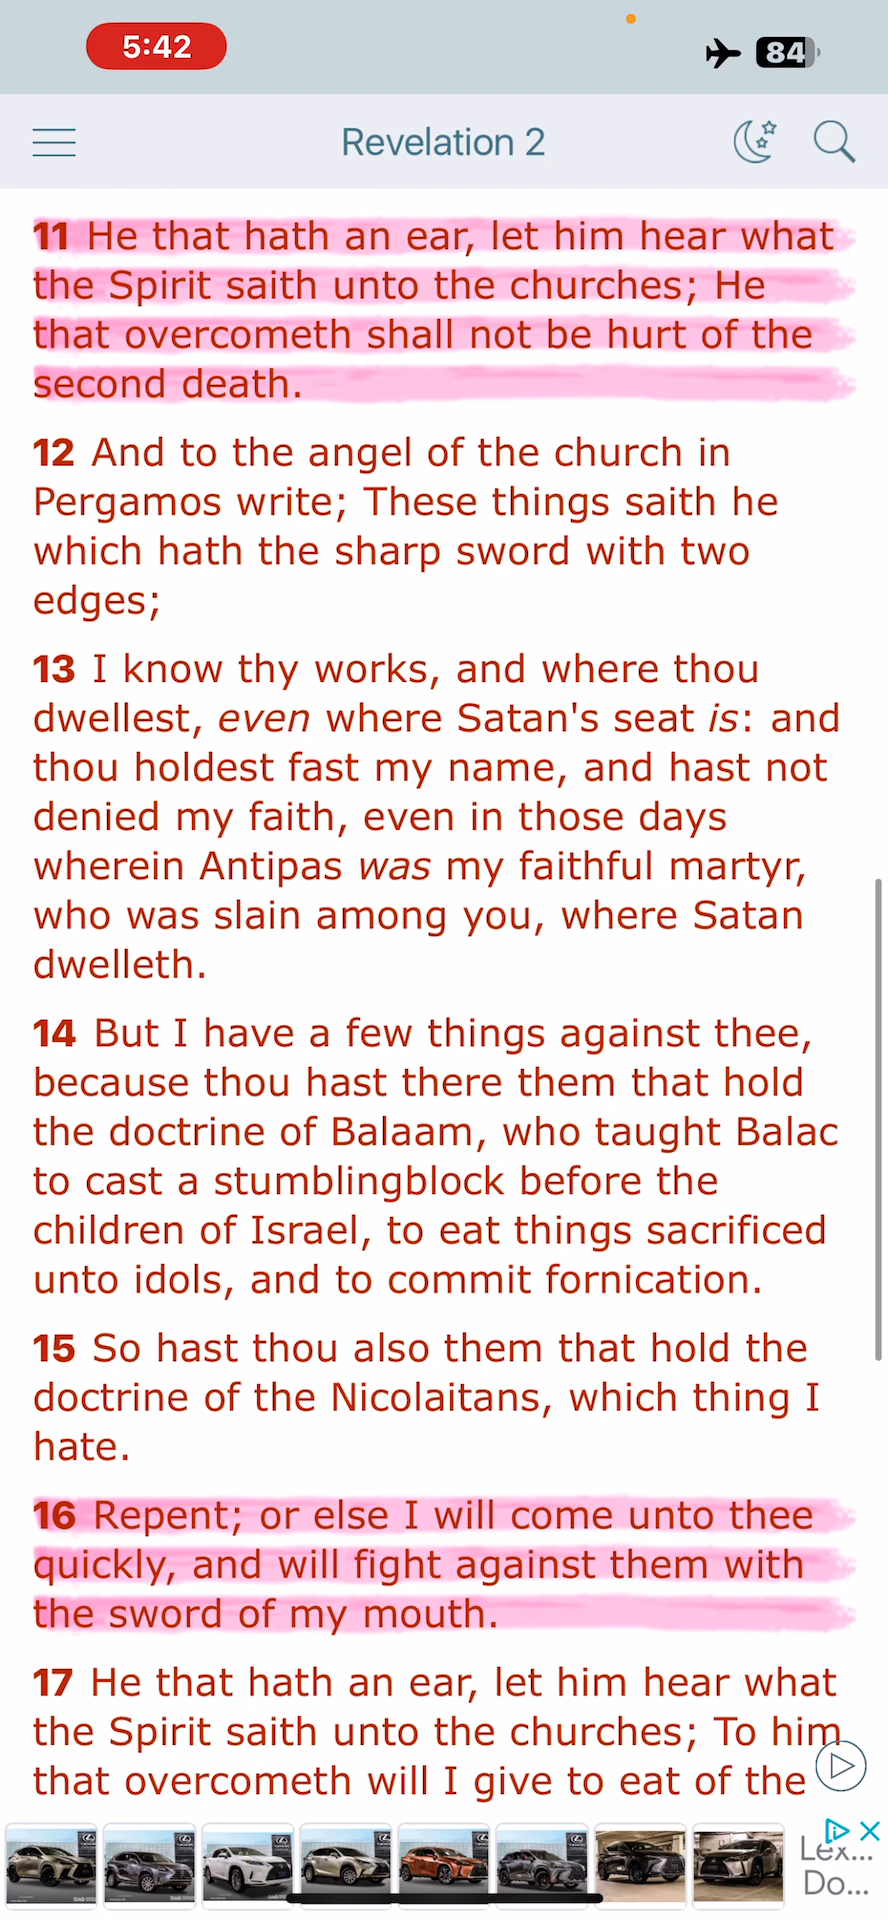 5:42
84
Revelation 2
11 He that hath an ear, let him hear what
the Spirit saith unto the churches; He
that overcometh shall not be hurt of the
second death.
12 And to the angel of the church in
Pergamos write; These things saith he
which hath the sharp sword with two
edges;
13 I know thy works, and where thou
dwellest, even where Satan's seat is: and
thou holdest fast my name, and hast not
denied my faith, even in those days
wherein Antipas was my faithful martyr,
who was slain among you, where Satan
dwelleth.
14 But I have a few things against thee,
because thou hast there them that hold
the doctrine of Balaam, who taught Balac
to cast a stumblingblock before the
children of Israel, to eat things sacrificed
unto idols, and to commit fornication.
15 So hast thou also them that hold the
doctrine of the Nicolaitans, which thing I
hate.
16 Repent; or else I will come unto thee
quickly, and will fight against them with
the sword of my mouth.
17 He that hath an ear, let him hear what
the Spirit saith unto the churches; To him
that overcometh will I give to eat of the
Lex...
Do...